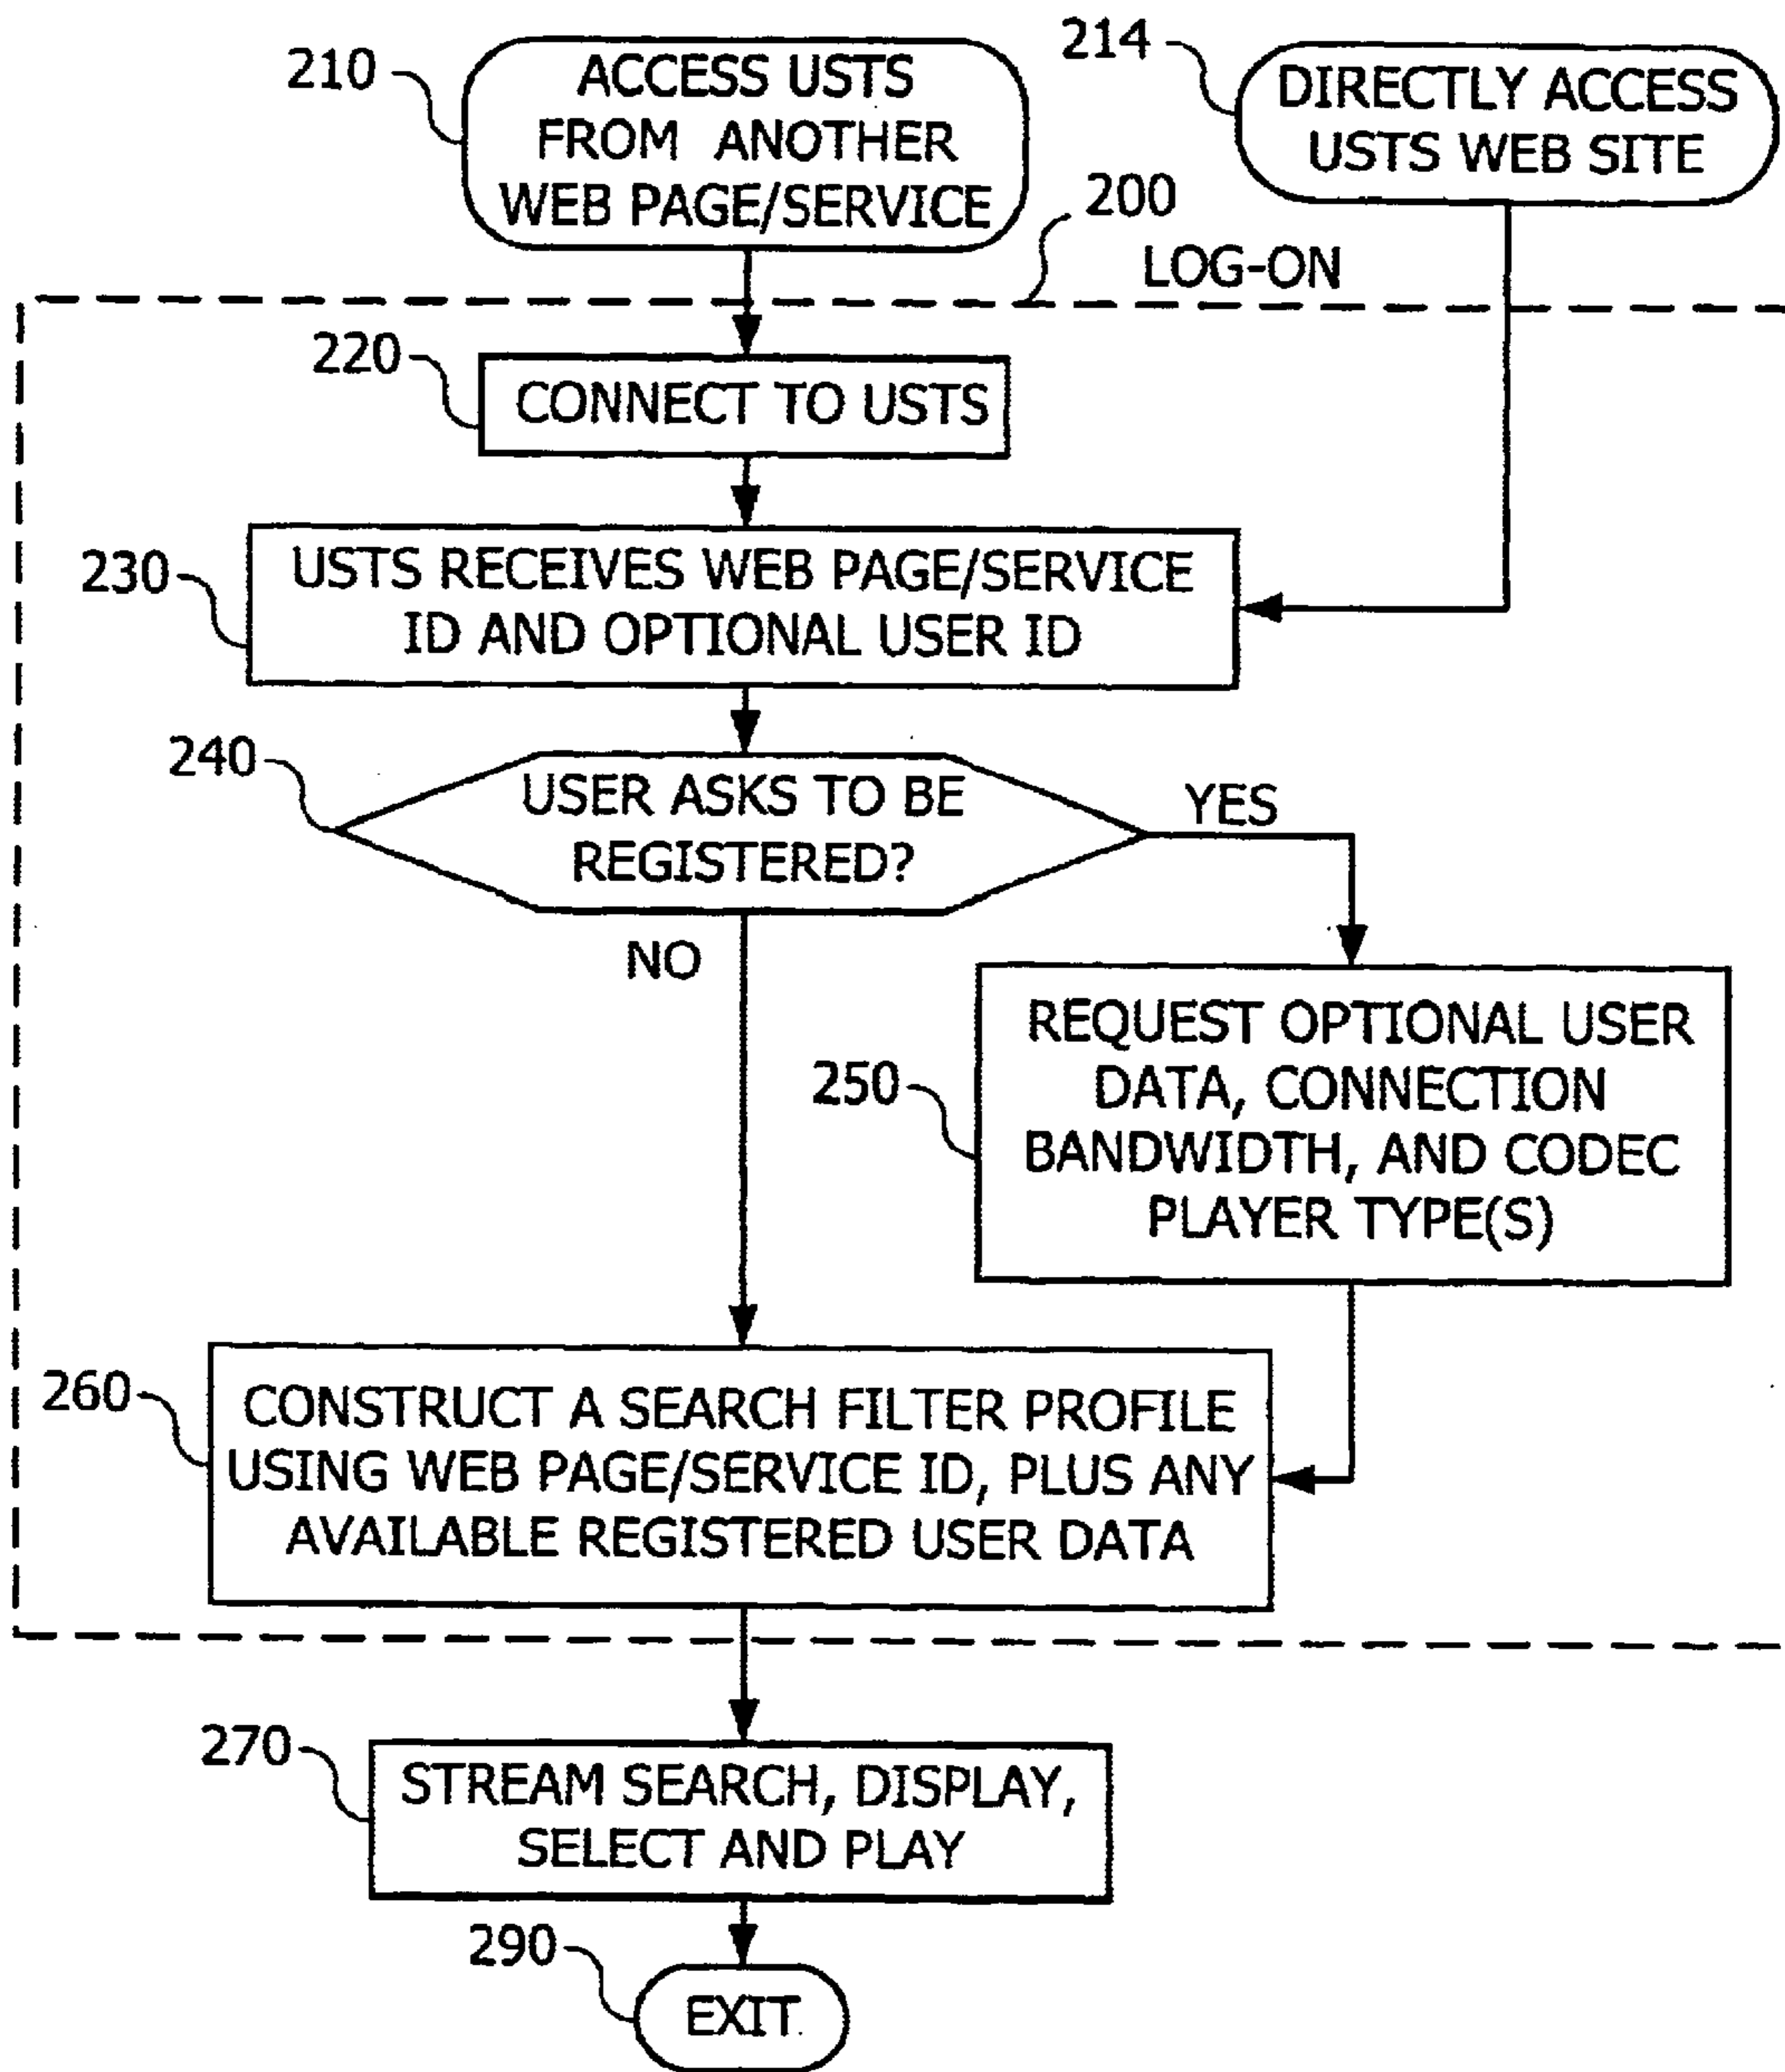 210
ACCESS USTS
FROM ANOTHER
WEB PAGE/SERVICE
214
DIRECTLY ACCESS
USTS WEB SITE
200
LOG-ON
220
CONNECT TO USTS
230
USTS RECEIVES WEB PAGE/SERVICE
ID AND OPTIONAL USER ID
240
USER ASKS TO BE
REGISTERED?
YES
NO
250
REQUEST OPTIONAL USER
DATA, CONNECTION
BANDWIDTH, AND CODEC
PLAYER TYPE(S)
260
CONSTRUCT A SEARCH FILTER PROFILE
USING WEB PAGE/SERVICE ID, PLUS ANY
AVAILABLE REGISTERED USER DATA
270
STREAM SEARCH, DISPLAY,
SELECT AND PLAY
290
EXIT